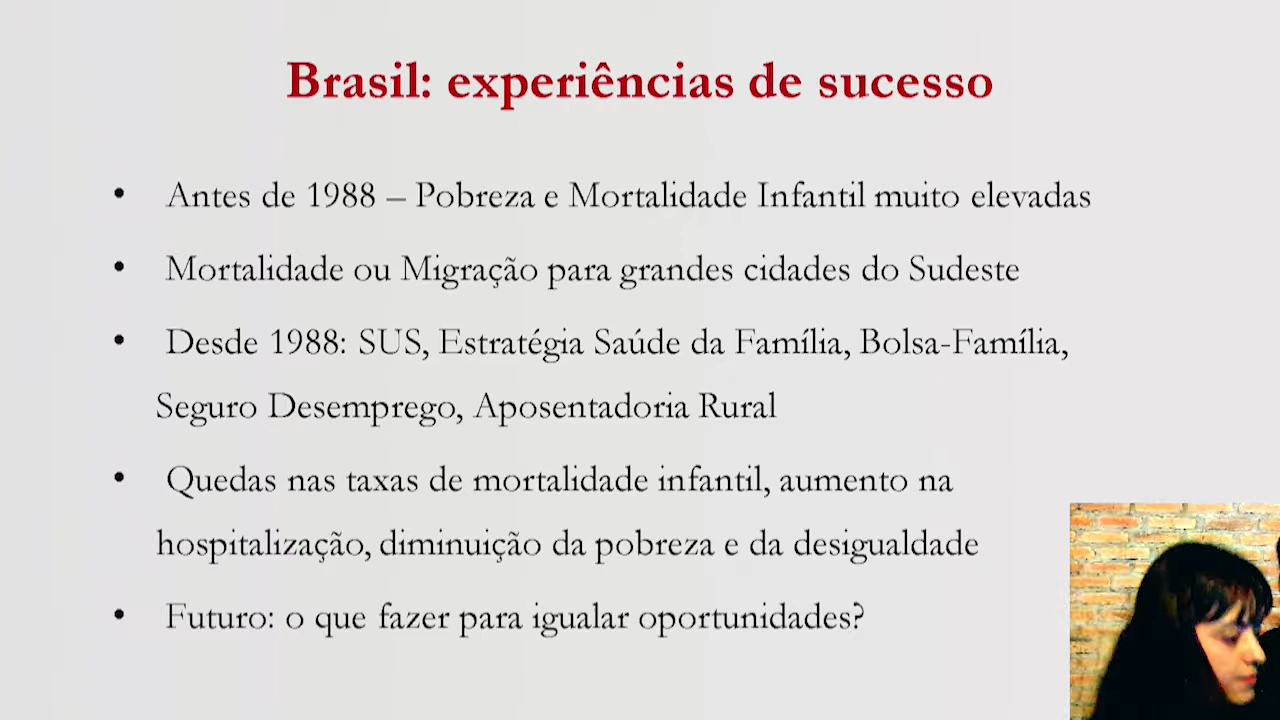 Brasil: experiências de sucesso
• Antes de 1988 – Pobreza e Mortalidade Infantil muito elevadas
• Mortalidade ou Migração para grandes cidades do Sudeste
• Desde 1988: SUS, Estratégia Saúde da Família, Bolsa-Família,
Seguro Desemprego, Aposentadoria Rural
• Quedas nas taxas de mortalidade infantil, aumento na
hospitalização, diminuição da pobreza e da desigualdade
• Futuro: o que fazer para igualar oportunidades?